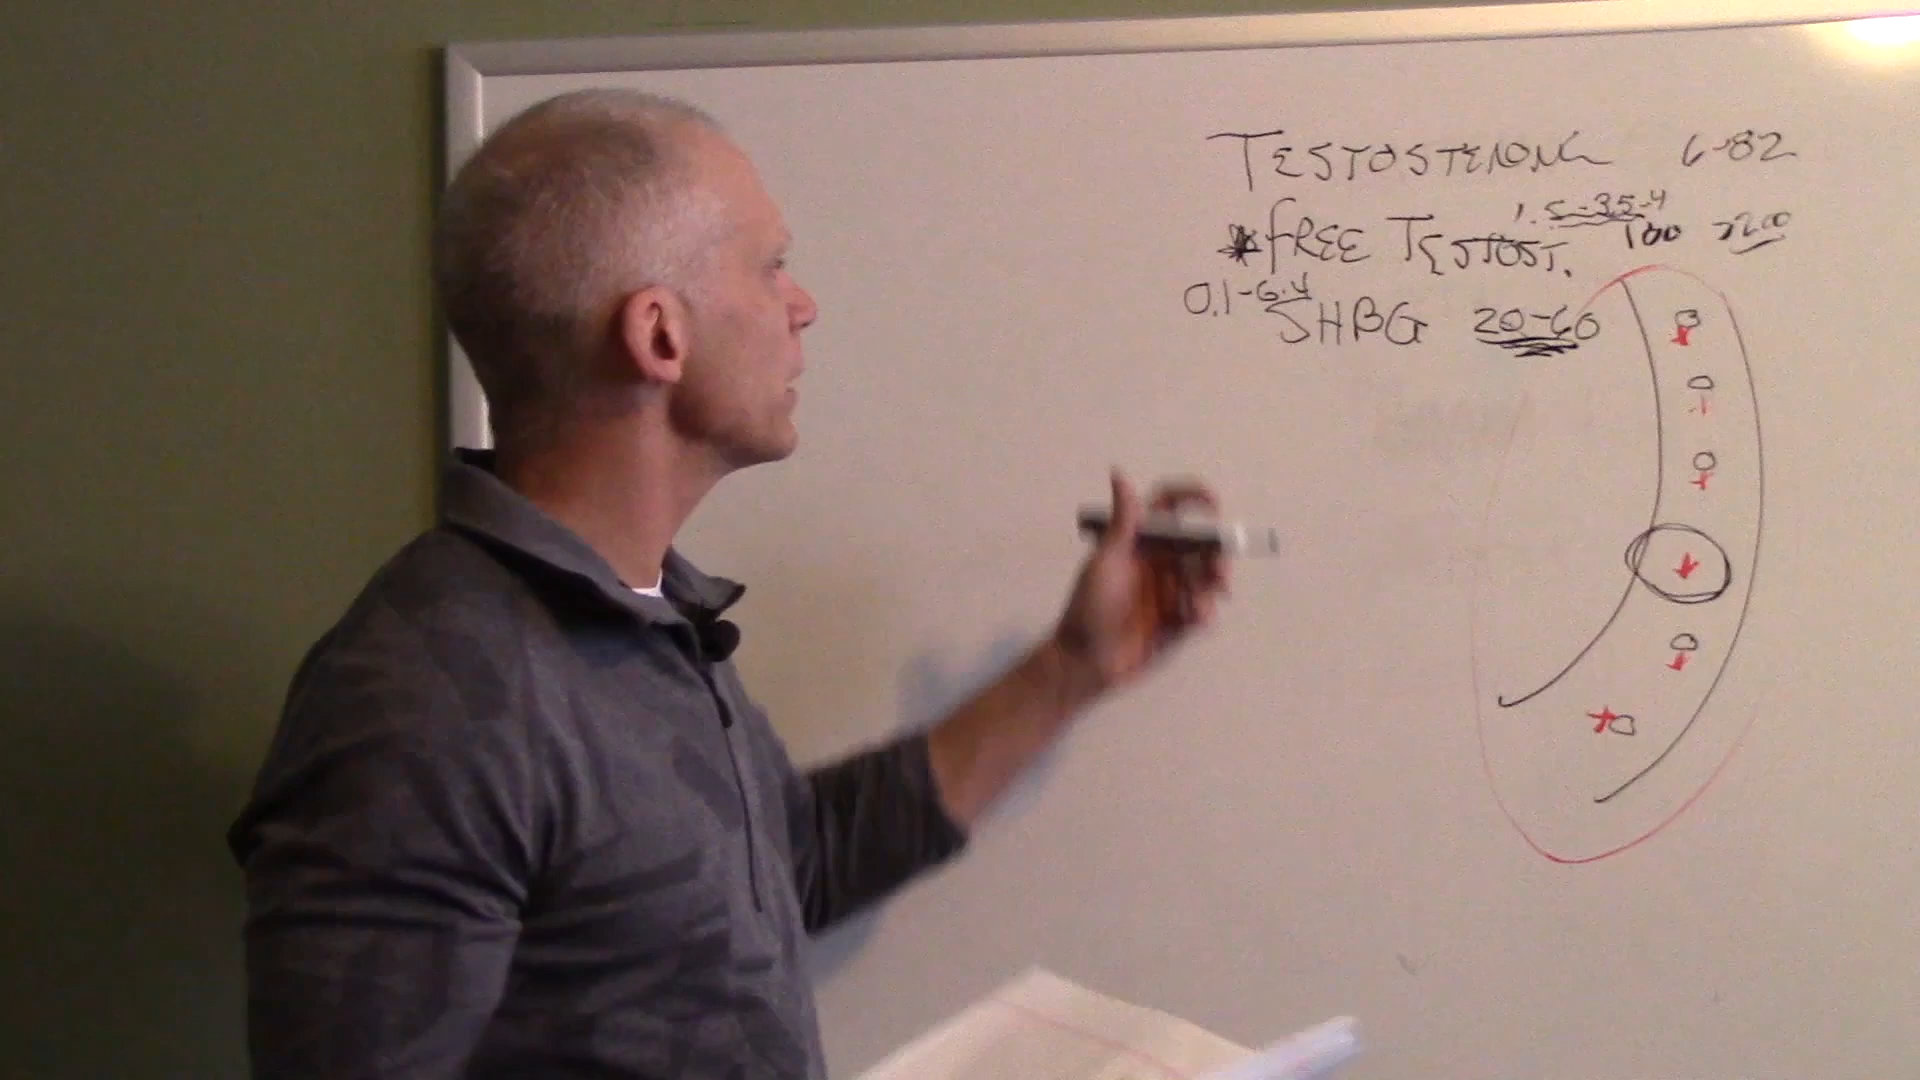 TESTOSTERONE 6-82
1.5-3.5-4
*FREE TESTOST. 100 >200
0.1-6.4
SHBG 20-60